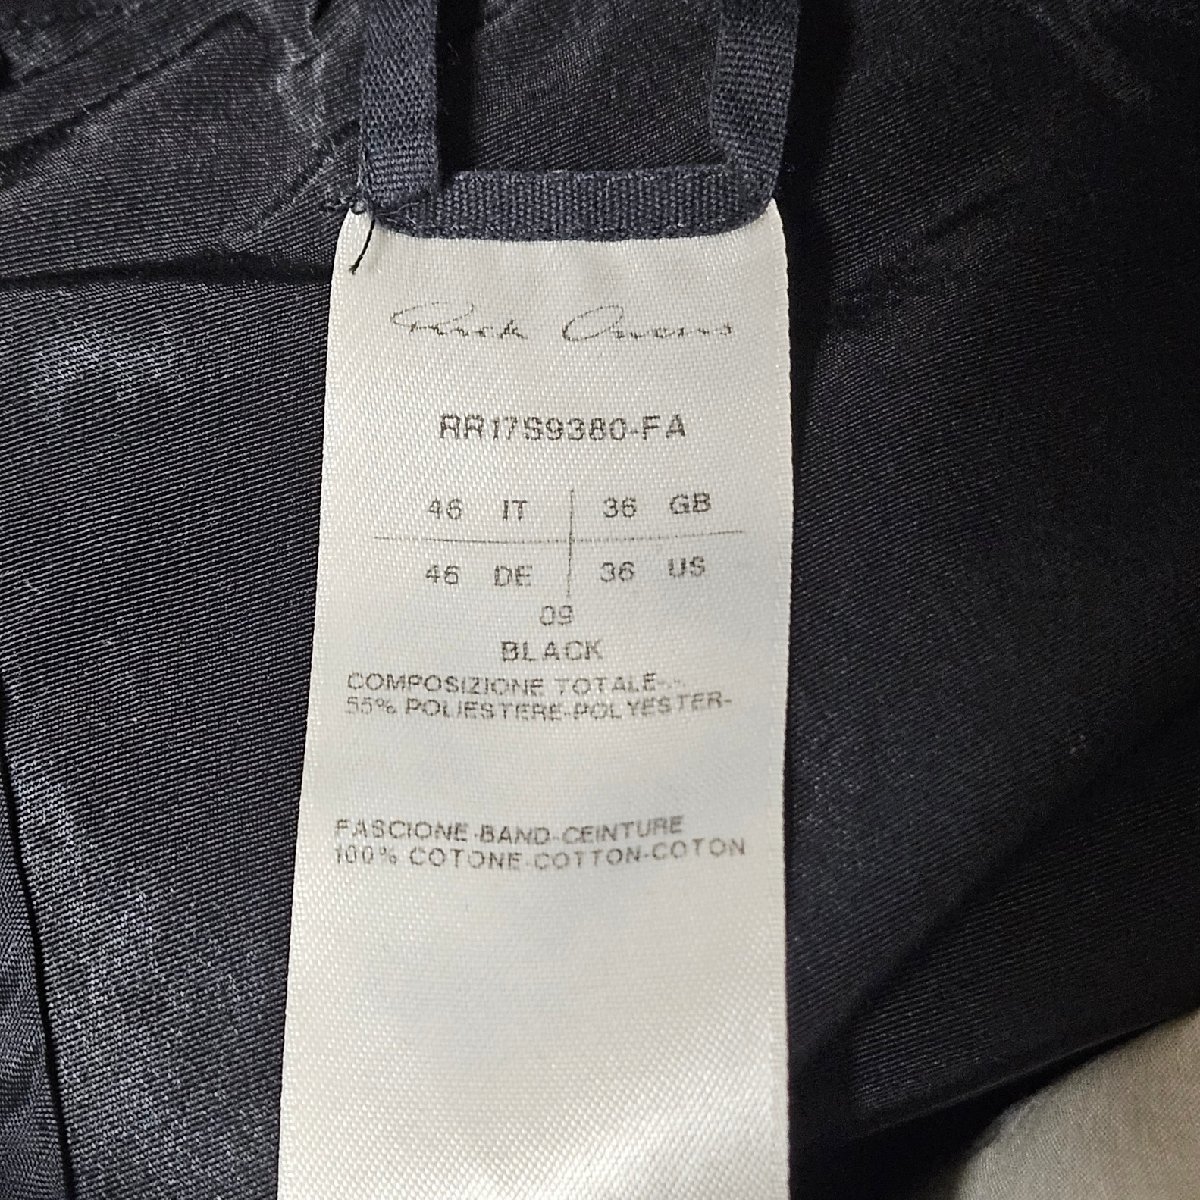 Rick Owens
RR17S9380-FA
46 IT 36 GB
46 DE 36 US
09
BLACK
COMPOSIZIONE TOTALE--
55% POLIESTERE-POLYESTER-
FASCIONE-BAND-CEINTURE
100% COTONE-COTTON-COTON